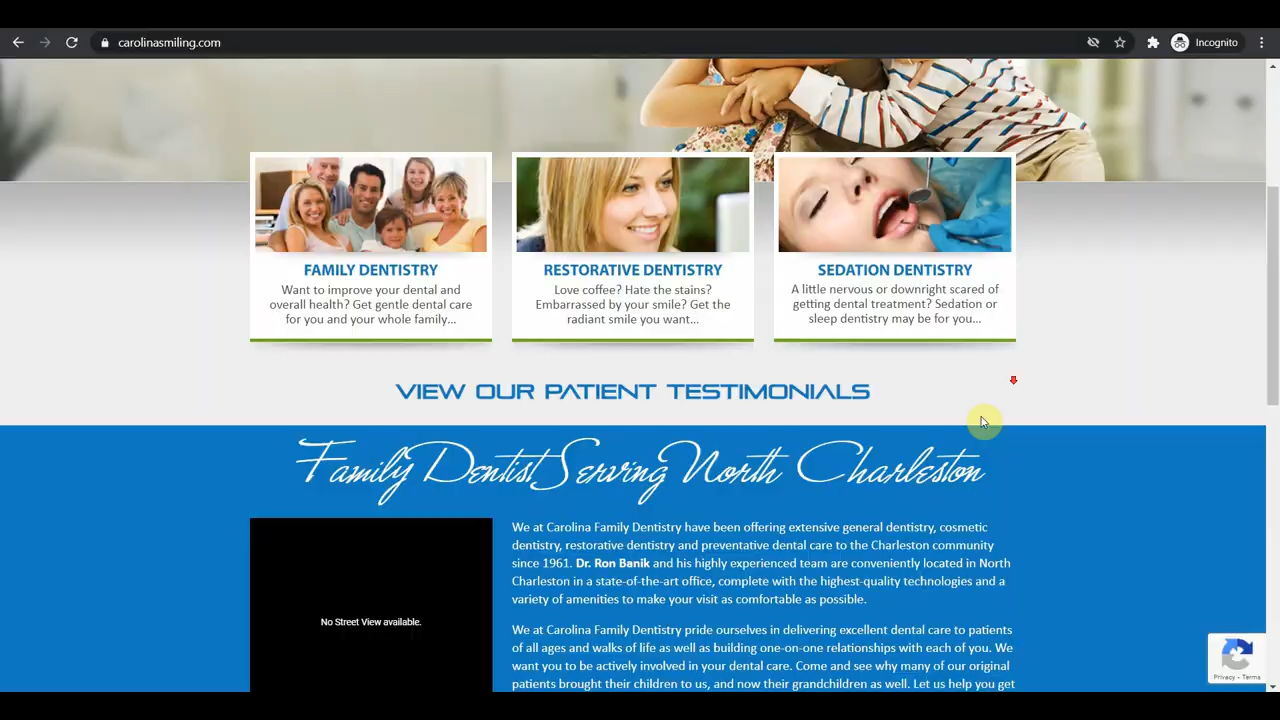 carolinasmiling.com
Incognito
FAMILY DENTISTRY
Want to improve your dental and
overall health? Get gentle dental care
for you and your whole family...
RESTORATIVE DENTISTRY
Love coffee? Hate the stains?
Embarrassed by your smile? Get the
radiant smile you want...
SEDATION DENTISTRY
A little nervous or downright scared of
getting dental treatment? Sedation or
sleep dentistry may be for you...
VIEW OUR PATIENT TESTIMONIALS
Family Dentist Serving North Charleston
No Street View available.
We at Carolina Family Dentistry have been offering extensive general dentistry, cosmetic
dentistry, restorative dentistry and preventative dental care to the Charleston community
since 1961. Dr. Ron Banik and his highly experienced team are conveniently located in North
Charleston in a state-of-the-art office, complete with the highest-quality technologies and a
variety of amenities to make your visit as comfortable as possible.
We at Carolina Family Dentistry pride ourselves in delivering excellent dental care to patients
of all ages and walks of life as well as building one-on-one relationships with each of you. We
want you to be actively involved in your dental care. Come and see why many of our original
patients brought their children to us, and now their grandchildren as well. Let us help you get
Privacy - Terms